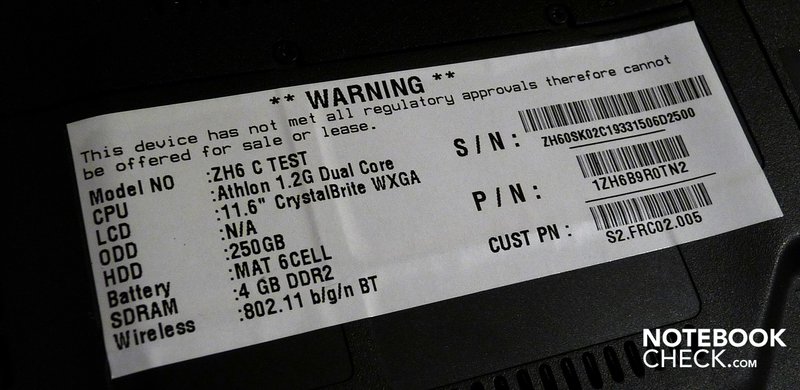 ** WARNING **
This device has not met all regulatory approvals therefore cannot
be offered for sale or lease.
Model NO :ZH6 C TEST
CPU :Athlon 1.2G Dual Core
LCD :11.6" CrystalBrite WXGA
ODD :N/A
HDD :250GB
Battery :MAT 6CELL
SDRAM :4 GB DDR2
Wireless :802.11 b/g/n BT
S/N:
ZH60SK02C19331506D2500
P/N:
1ZH6B9R0TN2
CUST PN :
S2.FRC02.005
NOTEBOOK
CHECK.COM